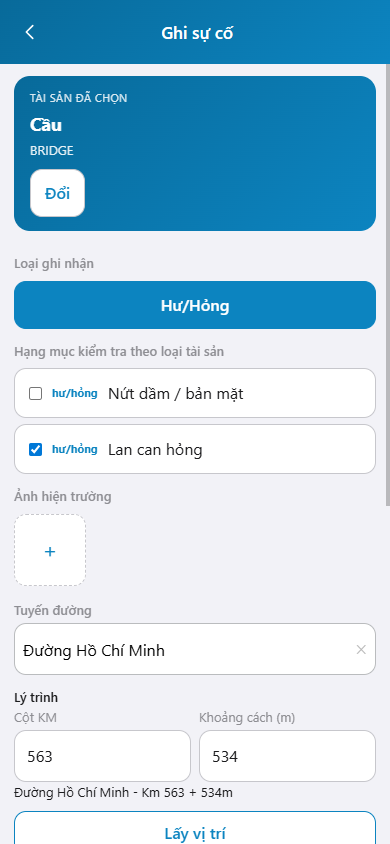 Ghi sự cố
TÀI SẢN ĐÃ CHỌN
Cầu
BRIDGE
Đổi
Loại ghi nhận
Hư/Hỏng
Hạng mục kiểm tra theo loại tài sản
hư/hỏng Nứt dầm / bản mặt
hư/hỏng Lan can hỏng
Ảnh hiện trường
+
Tuyến đường
Đường Hồ Chí Minh
Lý trình
Cột KM Khoảng cách (m)
563 534
Đường Hồ Chí Minh - Km 563 + 534m
Lấy vị trí